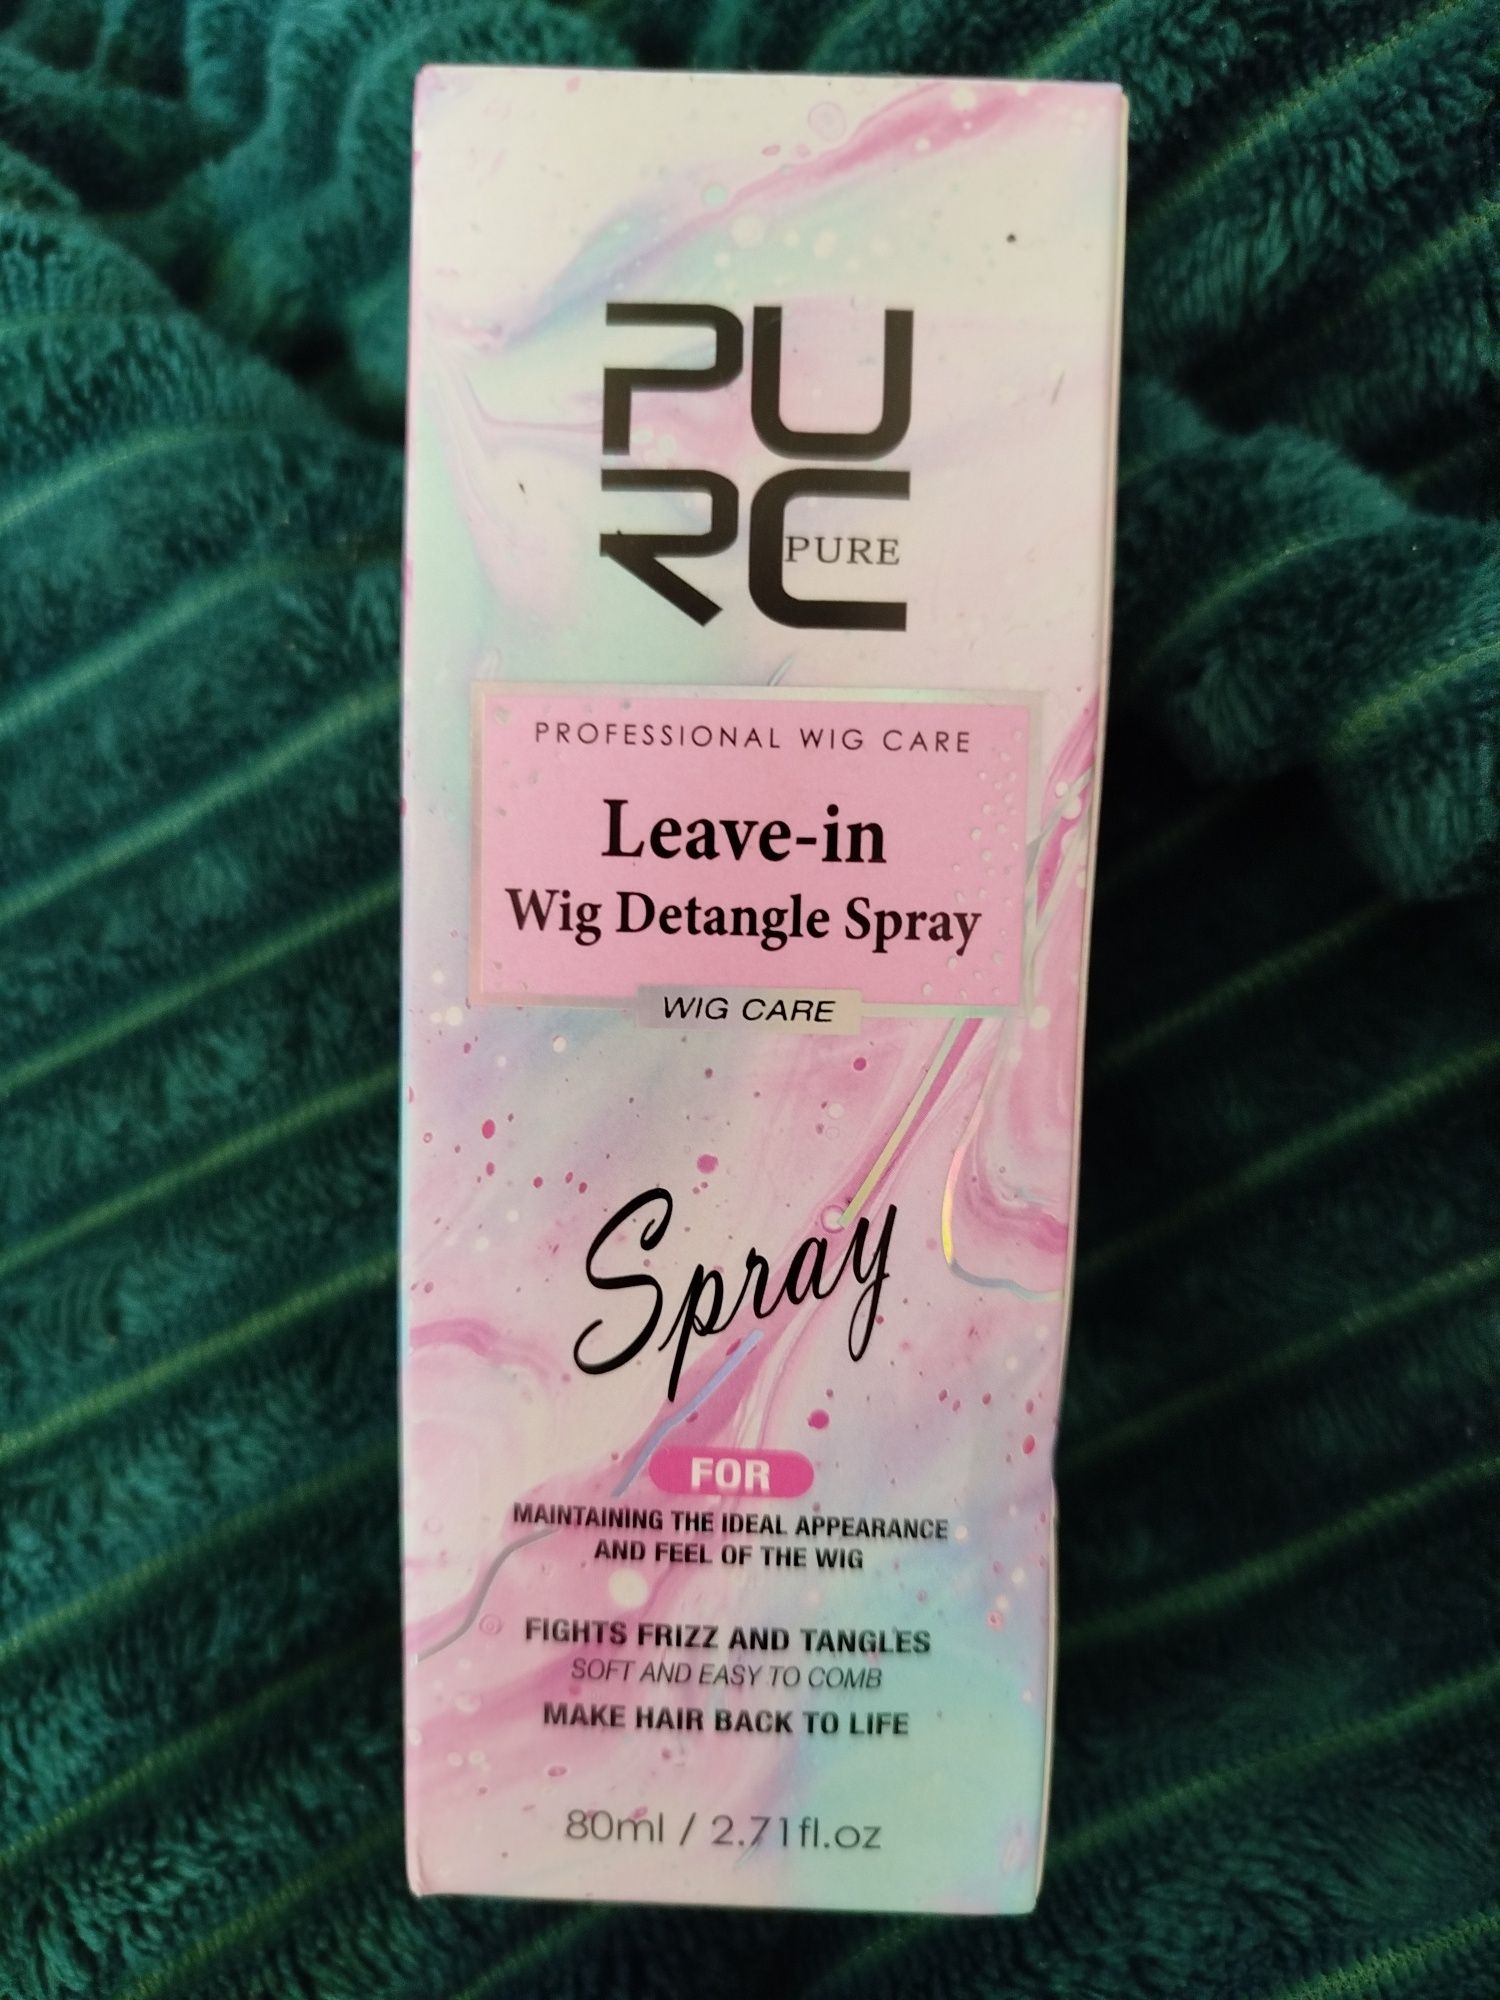 PU
RC
PURE
PROFESSIONAL WIG CARE
Leave-in
Wig Detangle Spray
WIG CARE
Spray
FOR
MAINTAINING THE IDEAL APPEARANCE
AND FEEL OF THE WIG
FIGHTS FRIZZ AND TANGLES
SOFT AND EASY TO COMB
MAKE HAIR BACK TO LIFE
80ml / 2.71fl.oz